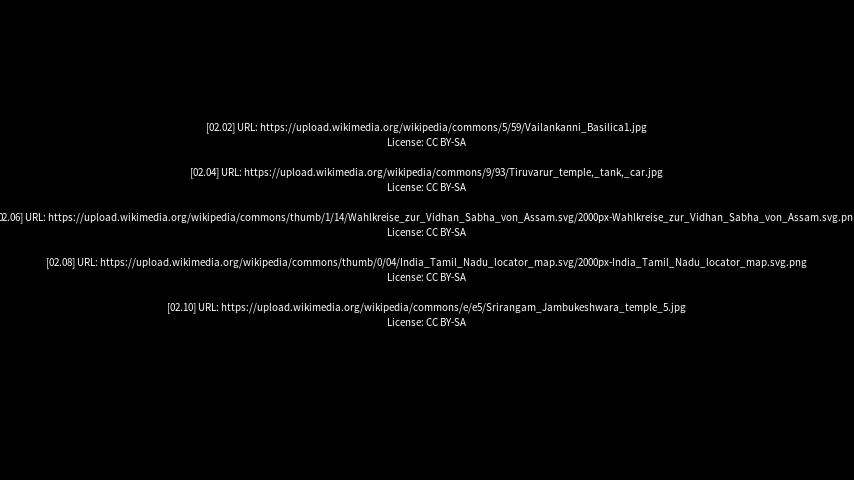 [02.02] URL: https://upload.wikimedia.org/wikipedia/commons/5/59/Vailankanni_Basilica1.jpg
License: CC BY-SA
[02.04] URL: https://upload.wikimedia.org/wikipedia/commons/9/93/Tiruvarur_temple,_tank,_car.jpg
License: CC BY-SA
02.06] URL: https://upload.wikimedia.org/wikipedia/commons/thumb/1/14/Wahlkreise_zur_Vidhan_Sabha_von_Assam.svg/2000px-Wahlkreise_zur_Vidhan_Sabha_von_Assam.svg.pn
License: CC BY-SA
[02.08] URL: https://upload.wikimedia.org/wikipedia/commons/thumb/0/04/India_Tamil_Nadu_locator_map.svg/2000px-India_Tamil_Nadu_locator_map.svg.png
License: CC BY-SA
[02.10] URL: https://upload.wikimedia.org/wikipedia/commons/e/e5/Srirangam_Jambukeshwara_temple_5.jpg
License: CC BY-SA